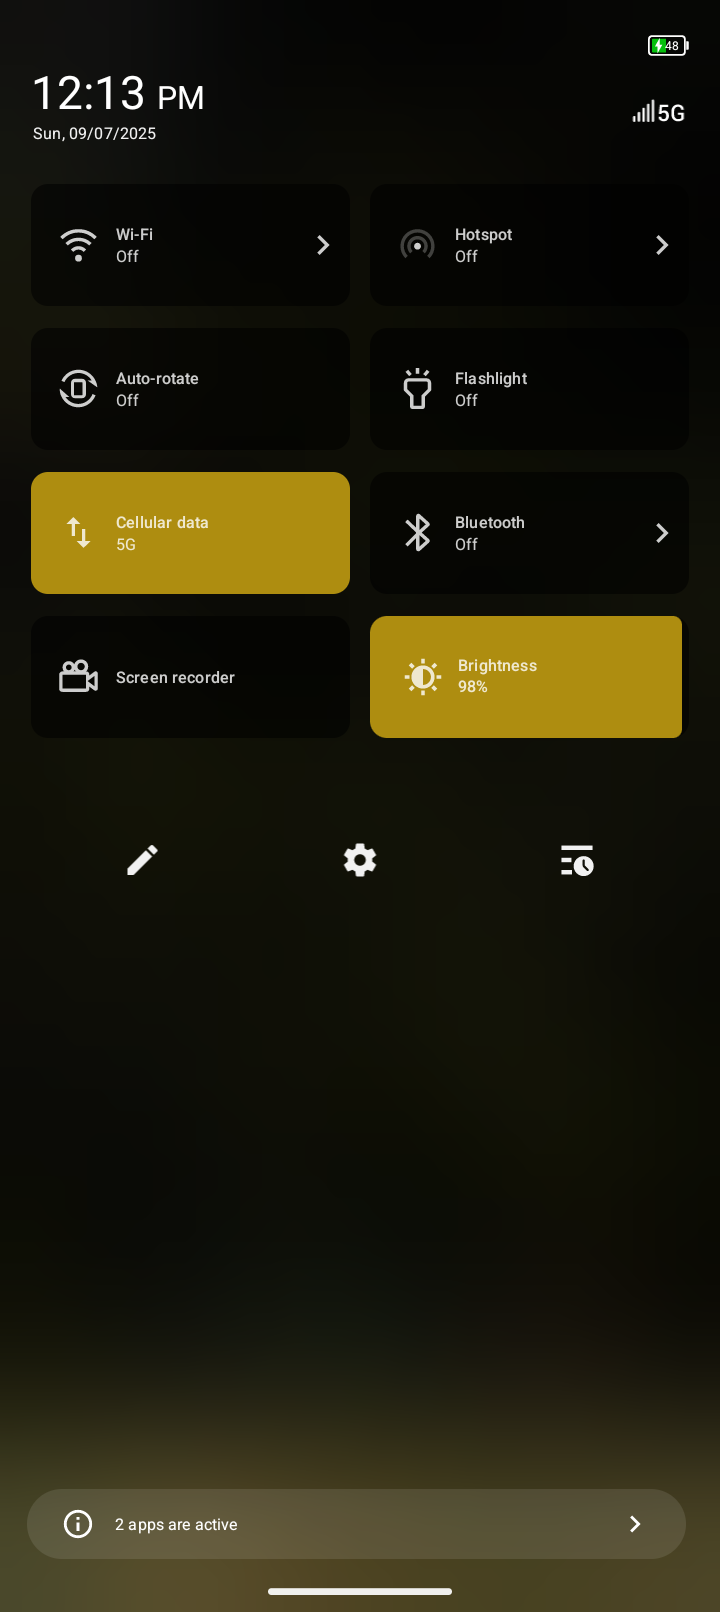 48
12:13 PM
5G
Sun, 09/07/2025
Wi-Fi
Off
Hotspot
Off
Auto-rotate
Off
Flashlight
Off
Cellular data
5G
Bluetooth
Off
Screen recorder
Brightness
98%
2 apps are active